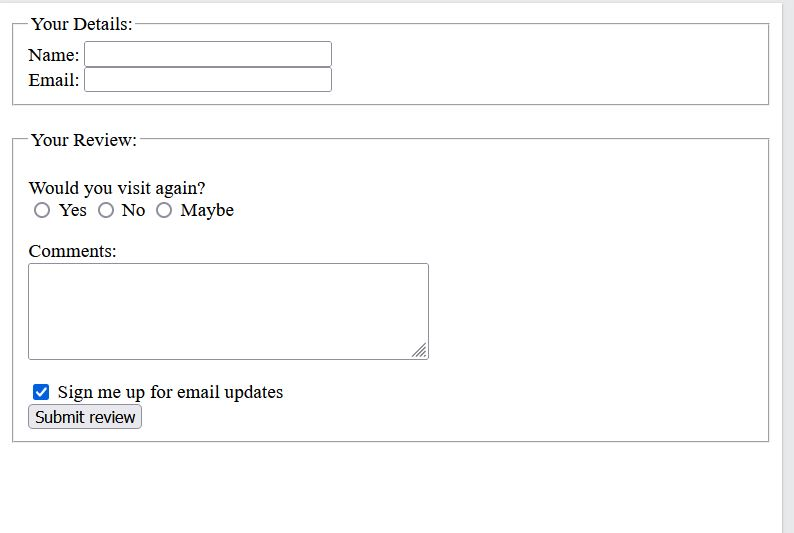 Your Details:
Name:
Email:
Your Review:
Would you visit again?
Yes No Maybe
Comments:
Sign me up for email updates
Submit review